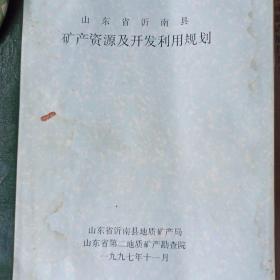 山东省沂南县
矿产资源及开发利用规划
山东省沂南县地质矿产局
山东省第二地质矿产勘查院
一九九七年十一月